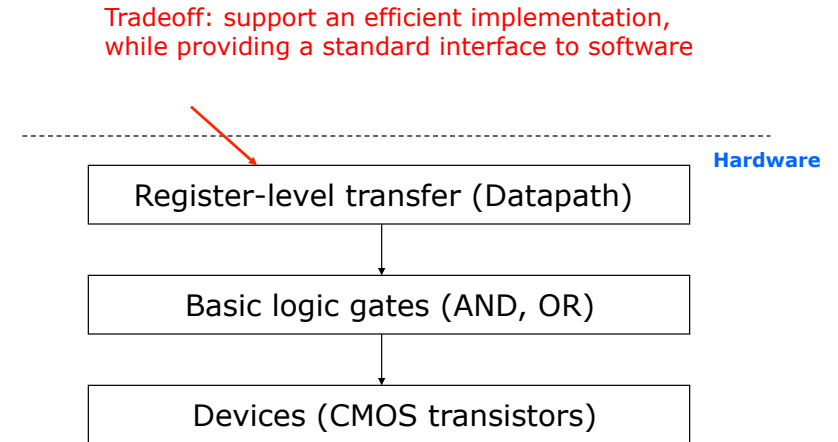 Tradeoff: support an efficient implementation,
while providing a standard interface to software
Hardware
Register-level transfer (Datapath)
Basic logic gates (AND, OR)
Devices (CMOS transistors)